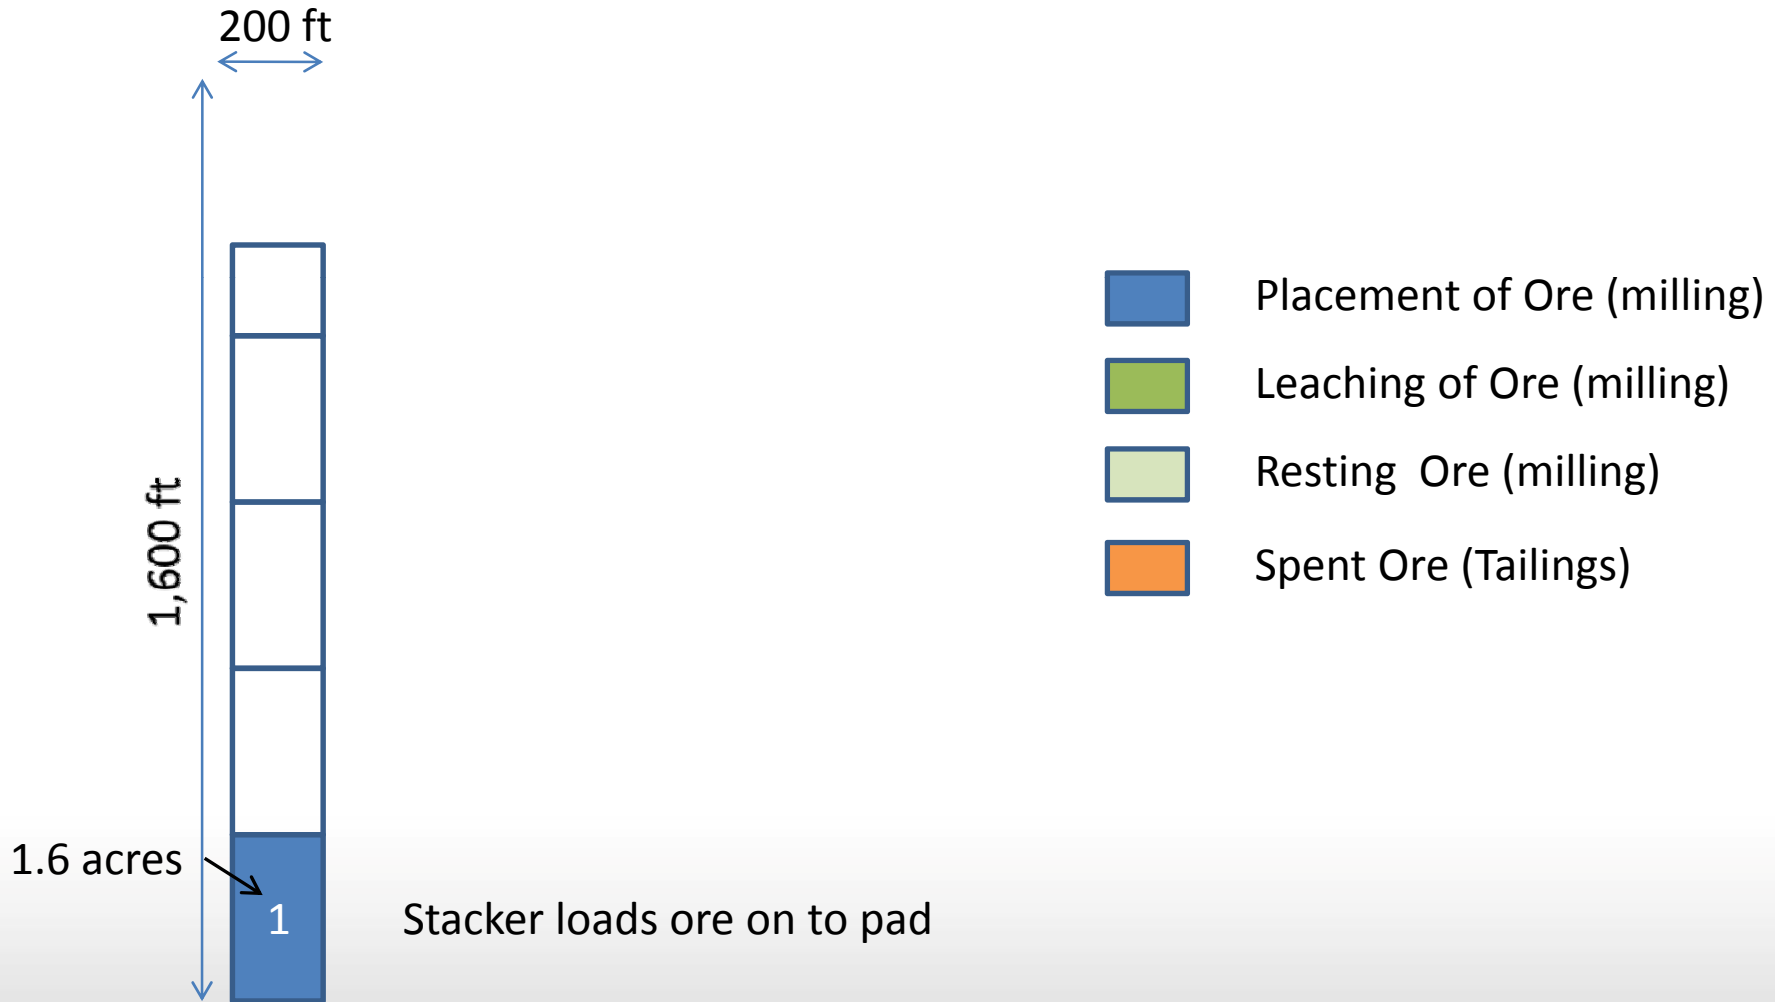 200 ft
1,600 ft
Placement of Ore (milling)
Leaching of Ore (milling)
Resting  Ore (milling)
Spent Ore (Tailings)
1.6 acres
1
Stacker loads ore on to pad